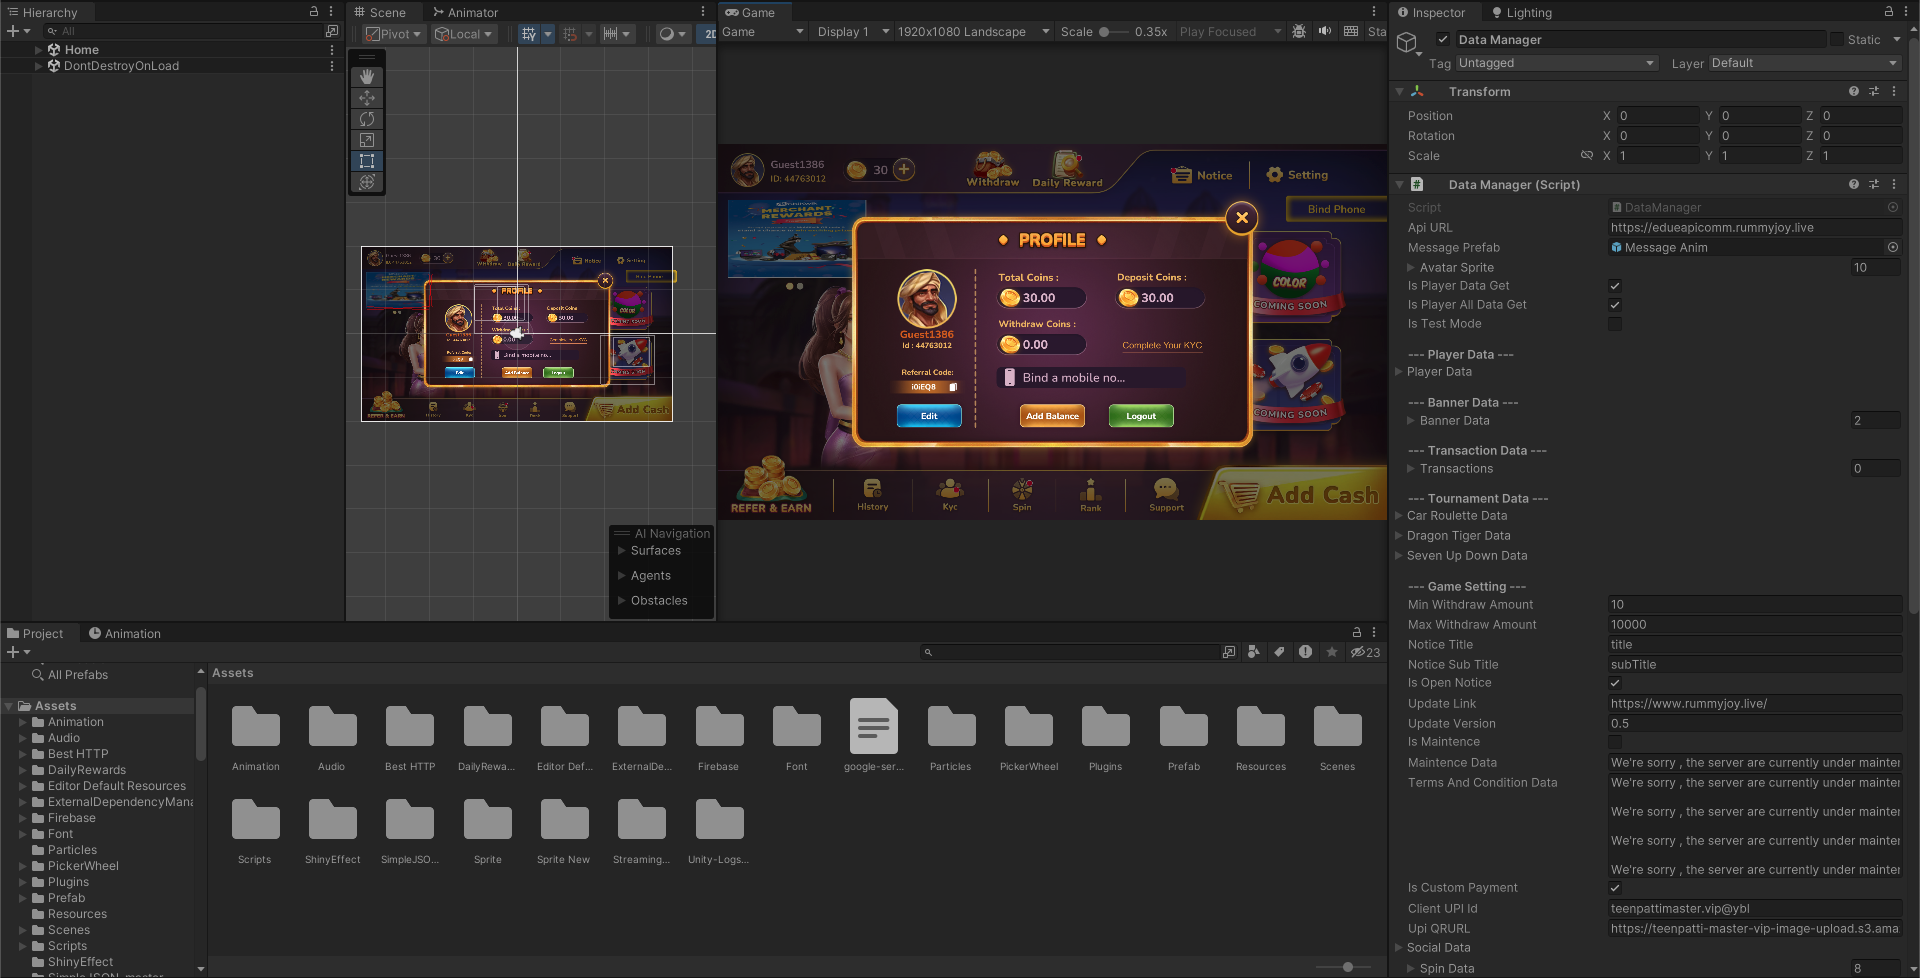 Hierarchy
All
Home
DontDestroyOnLoad
Scene
Animator
Pivot
Local
2D
Game
Game
Display 1
1920x1080 Landscape
Scale
0.35x
Play Focused
Sta
Guest1386
ID: 44763012
30
Withdraw
Daily Reward
Notice
Setting
Bind Phone
MERCHANT
REWARDS
PROFILE
Total Coins :
30.00
Deposit Coins :
30.00
Withdraw Coins :
0.00
Complete Your KYC
Guest1386
Id : 44763012
Referral Code:
i0iEQ8
Bind a mobile no...
Edit
Add Balance
Logout
COLOR
COMING SOON
COMING SOON
REFER & EARN
History
Kyc
Spin
Rank
Support
Add Cash
AI Navigation
Surfaces
Agents
Obstacles
Project
Animation
23
All Prefabs
Assets
Animation
Audio
Best HTTP
DailyRewards
Editor Default Resources
ExternalDependencyMana
Firebase
Font
Particles
PickerWheel
Plugins
Prefab
Resources
Scenes
Scripts
ShinyEffect
SimpleJSON-master
Assets
Animation
Audio
Best HTTP
DailyRewa...
Editor Def...
ExternalDe...
Firebase
Font
google-ser...
Particles
PickerWheel
Plugins
Prefab
Resources
Scenes
Scripts
ShinyEffect
SimpleJSO...
Sprite
Sprite New
Streaming...
Unity-Logs...
Inspector
Lighting
Data Manager
Static
Tag Untagged
Layer Default
Transform
Position X 0 Y 0 Z 0
Rotation X 0 Y 0 Z 0
Scale X 1 Y 1 Z 1
Data Manager (Script)
Script DataManager
Api URL https://edueapicomm.rummyjoy.live
Message Prefab Message Anim
Avatar Sprite 10
Is Player Data Get
Is Player All Data Get
Is Test Mode
--- Player Data ---
Player Data
--- Banner Data ---
Banner Data 2
--- Transaction Data ---
Transactions 0
--- Tournament Data ---
Car Roulette Data
Dragon Tiger Data
Seven Up Down Data
--- Game Setting ---
Min Withdraw Amount 10
Max Withdraw Amount 10000
Notice Title title
Notice Sub Title subTitle
Is Open Notice
Update Link https://www.rummyjoy.live/
Update Version 0.5
Is Maintence
Maintence Data We're sorry , the server are currently under mainter
Terms And Condition Data We're sorry , the server are currently under mainter
We're sorry , the server are currently under mainter
We're sorry , the server are currently under mainter
We're sorry , the server are currently under mainter
Is Custom Payment
Client UPI Id teenpattimaster.vip@ybl
Upi QRURL https://teenpatti-master-vip-image-upload.s3.ama
Social Data
Spin Data 8